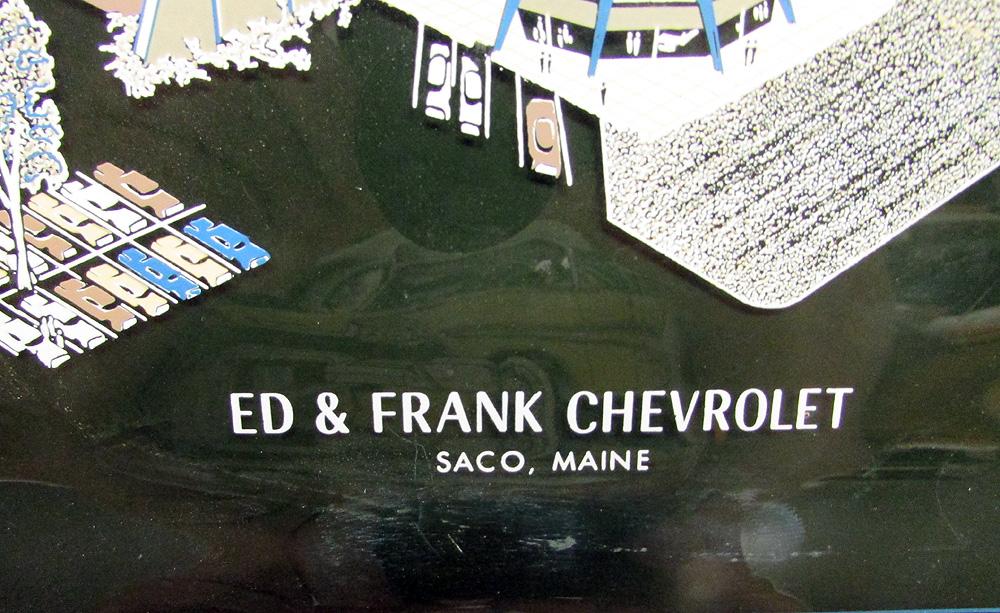 ED & FRANK CHEVROLET
SACO, MAINE